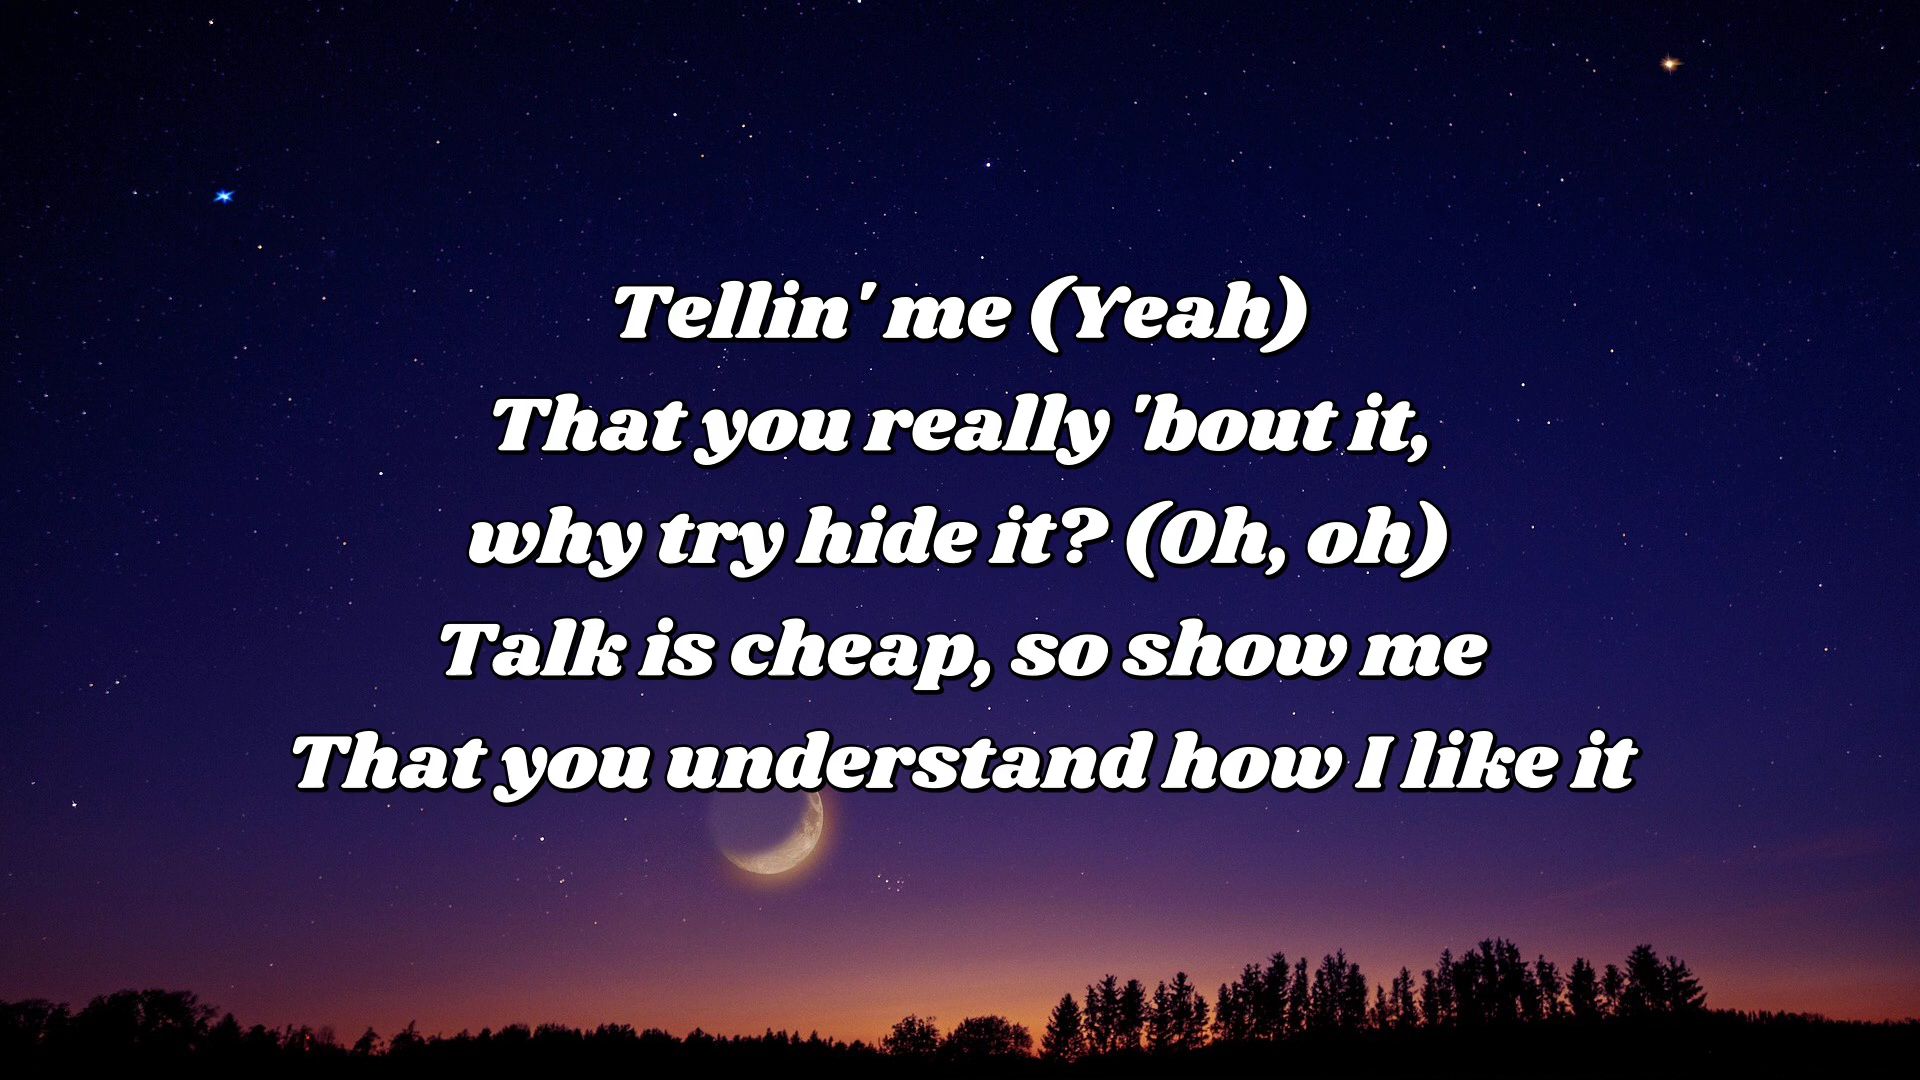 Tellin' me (Yeah)
That you really 'bout it,
why try hide it? (Oh, oh)
Talk is cheap, so show me
That you understand how I like it